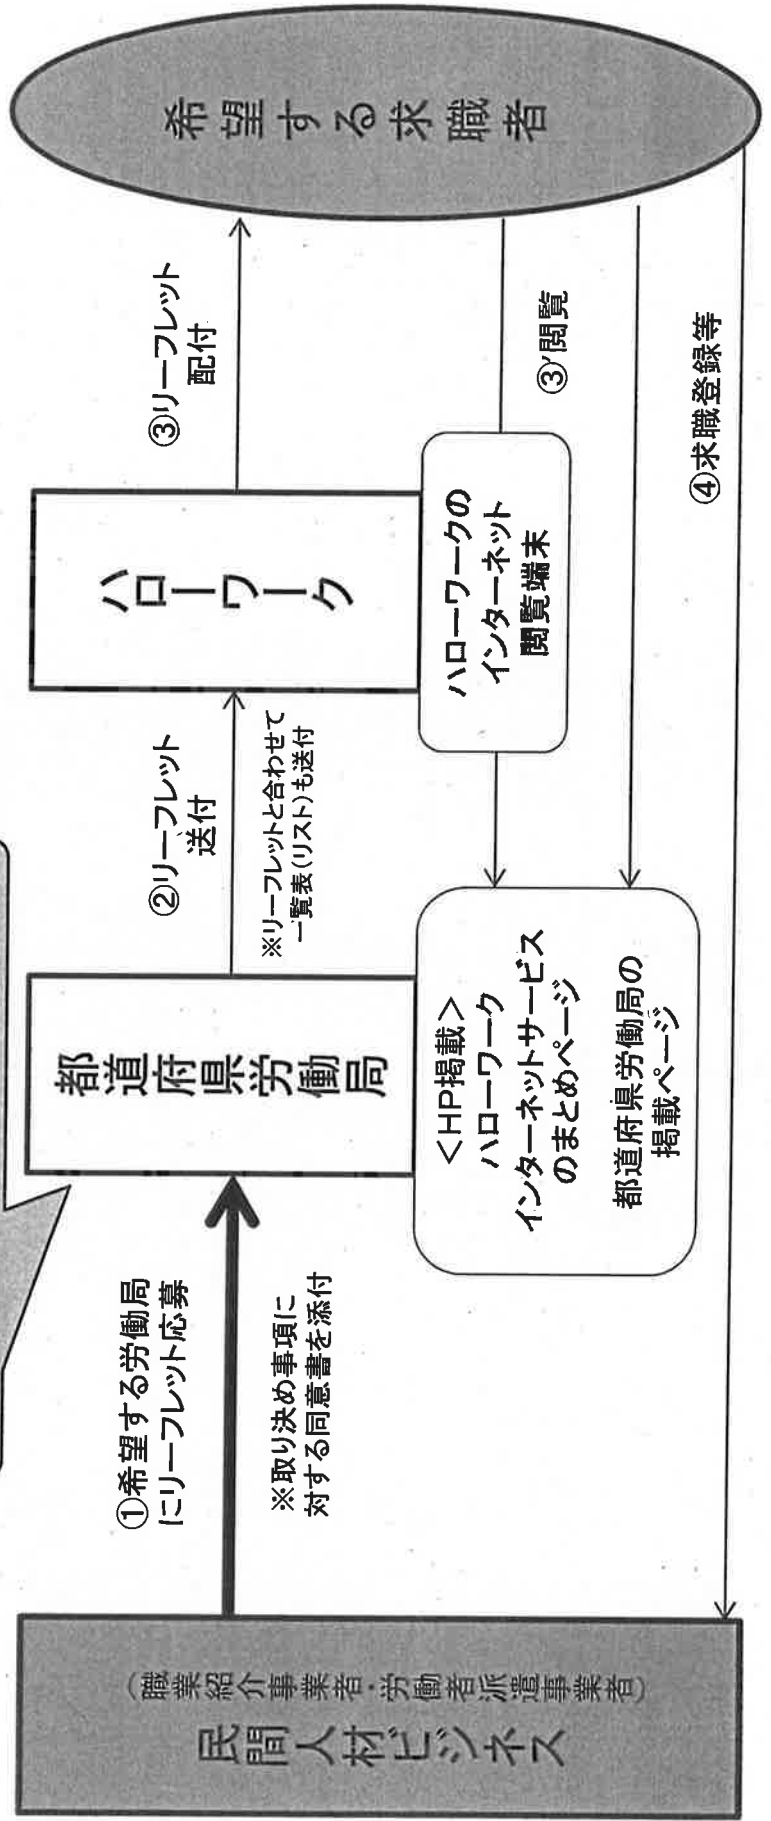 民間人材ビジネス
(職業紹介事業者・労働者派遣事業者)
①希望する労働局
にリーフレット応募
※取り決め事項に
対する同意書を添付
都道府県労働局
<HP掲載>
ハローワーク
インターネットサービス
のまとめページ
都道府県労働局の
掲載ページ
②リーフレット
送付
※リーフレットと合わせて
一覧表(リスト)も送付
ハローワーク
ハローワークの
インターネット
閲覧端末
③リーフレット
配付
③’閲覧
④求職登録等
希望する求職者